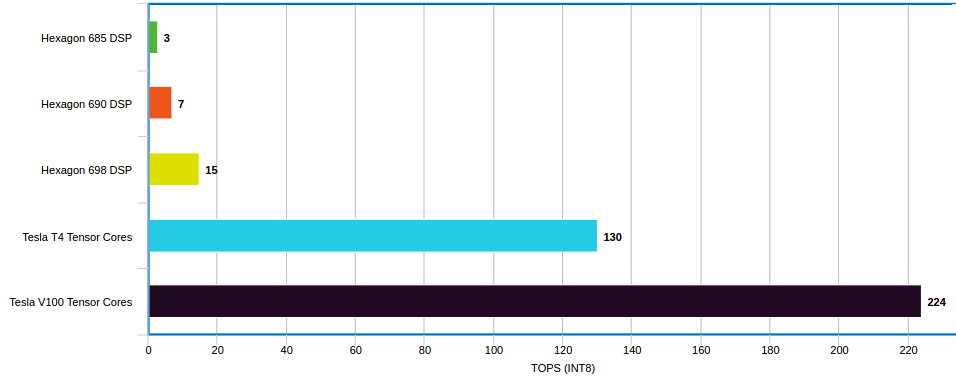 Hexagon 685 DSP 3
Hexagon 690 DSP 7
Hexagon 698 DSP 15
Tesla T4 Tensor Cores 130
Tesla V100 Tensor Cores 224
0 20 40 60 80 100 120 140 160 180 200 220
TOPS (INT8)